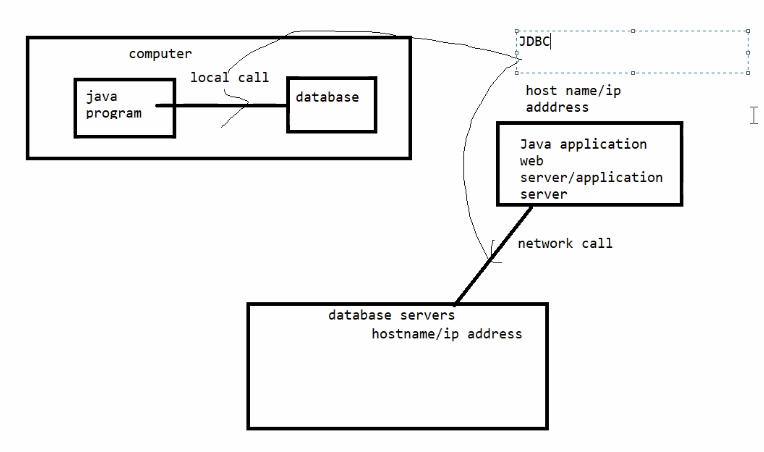 computer
local call
java
program
database
JDBC
host name/ip
adddress
Java application
web
server/application
server
network call
database servers
hostname/ip address